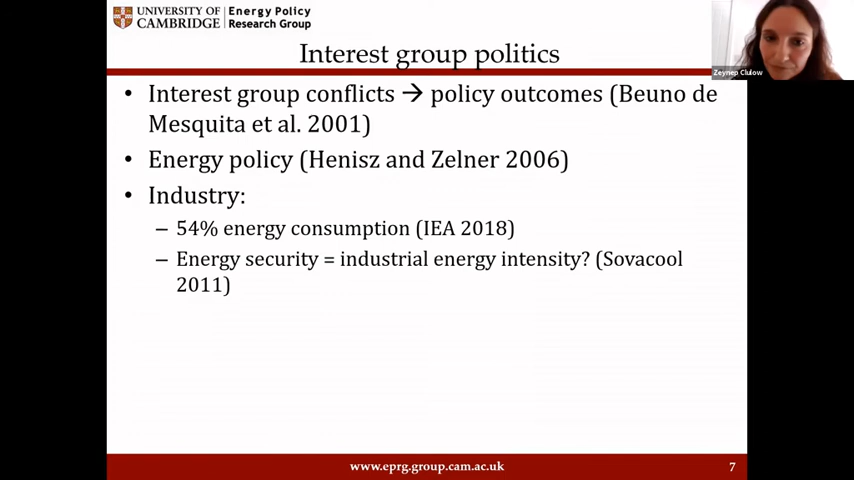 UNIVERSITY OF
CAMBRIDGE
Energy Policy
Research Group
Interest group politics
Zeynep Clulow
• Interest group conflicts → policy outcomes (Beuno de
Mesquita et al. 2001)
• Energy policy (Henisz and Zelner 2006)
• Industry:
– 54% energy consumption (IEA 2018)
– Energy security = industrial energy intensity? (Sovacool
2011)
www.eprg.group.cam.ac.uk
7